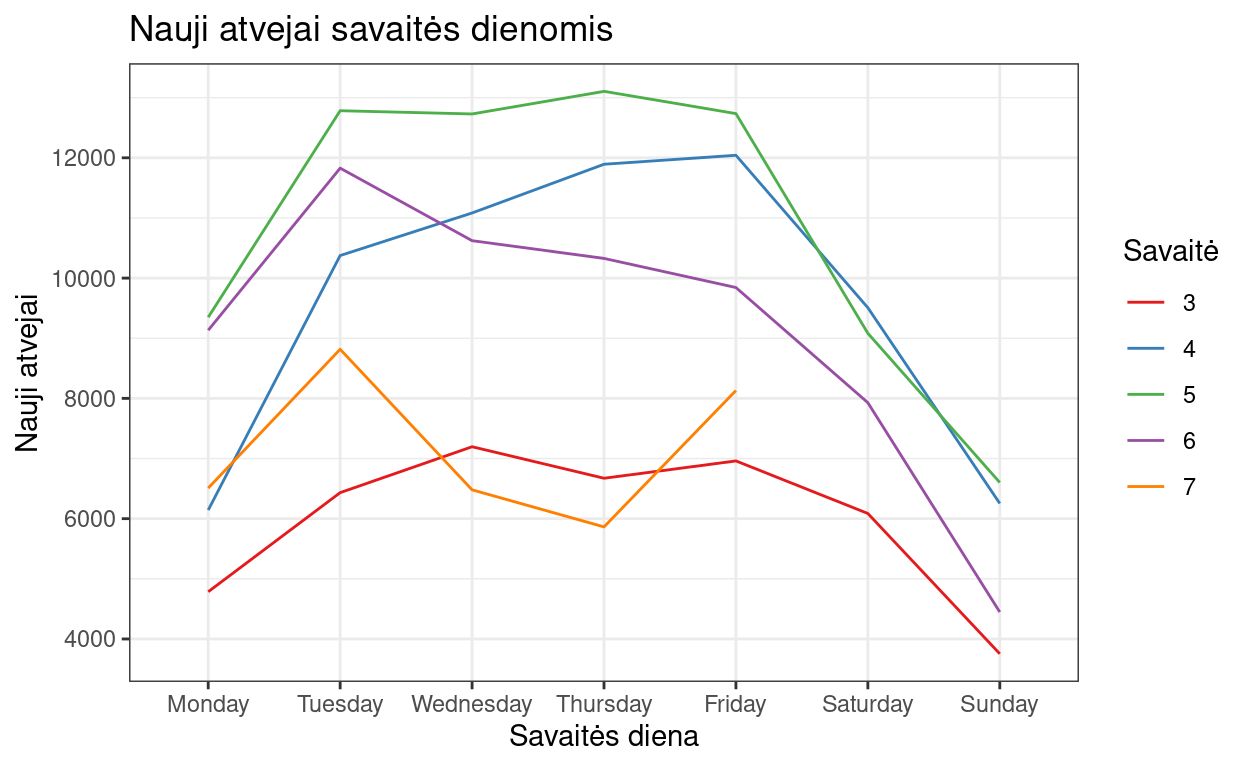 Nauji atvejai savaitės dienomis
Nauji atvejai
12000
10000
8000
6000
4000
Monday Tuesday Wednesday Thursday Friday Saturday Sunday
Savaitės diena
Savaitė
3
4
5
6
7